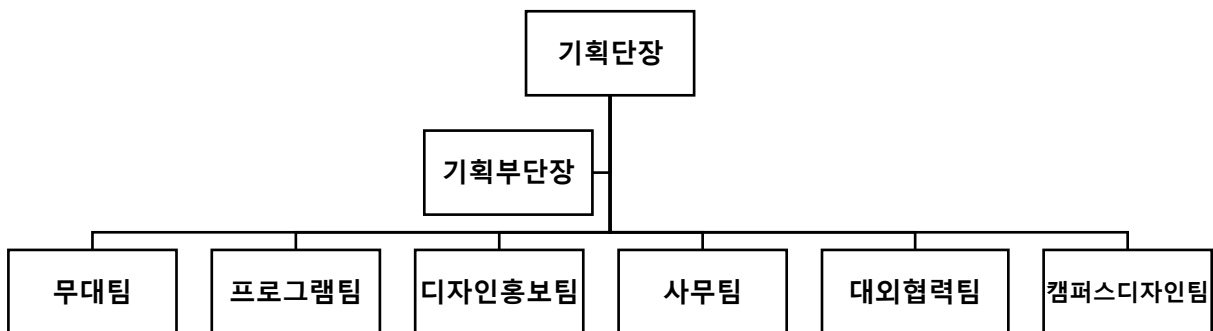 기획단장
기획부단장
무대팀
프로그램팀
디자인홍보팀
사무팀
대외협력팀
캠퍼스디자인팀